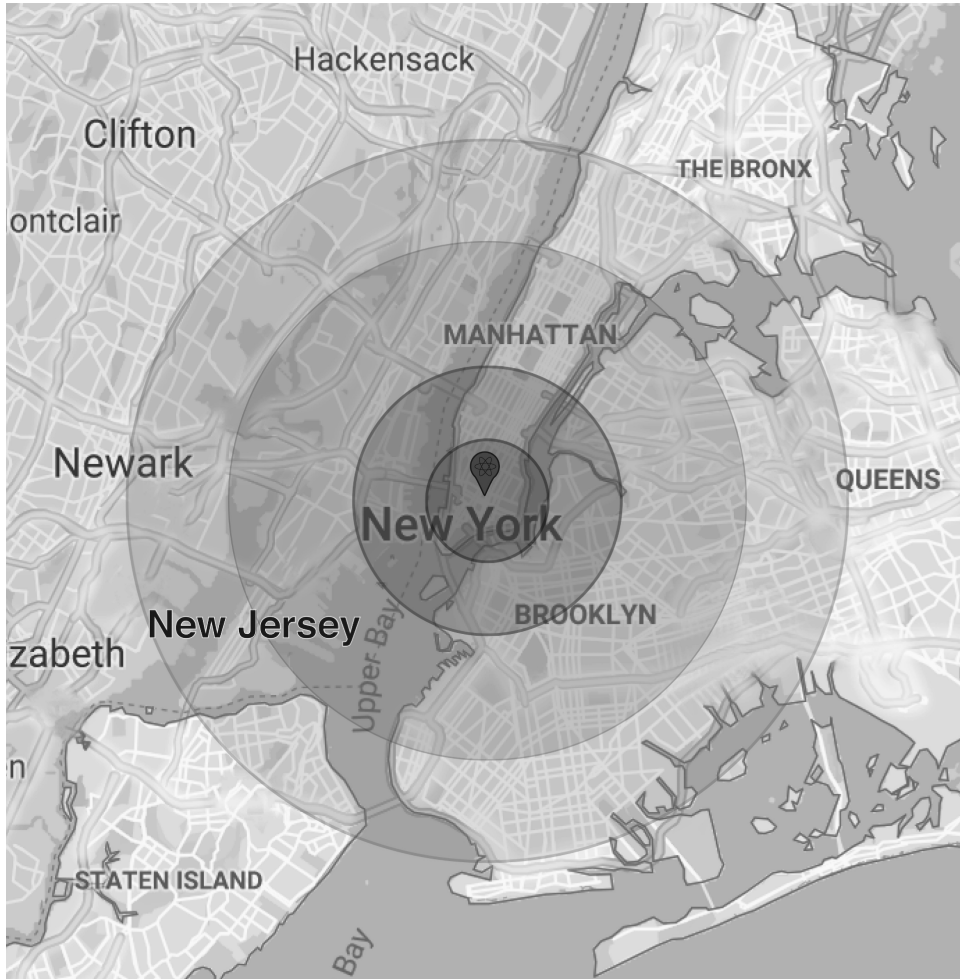 Hackensack
Clifton
THE BRONX
ontclair
MANHATTAN
Newark
QUEENS
New York
BROOKLYN
New Jersey
Upper Bay
zabeth
en
STATEN ISLAND
Bay